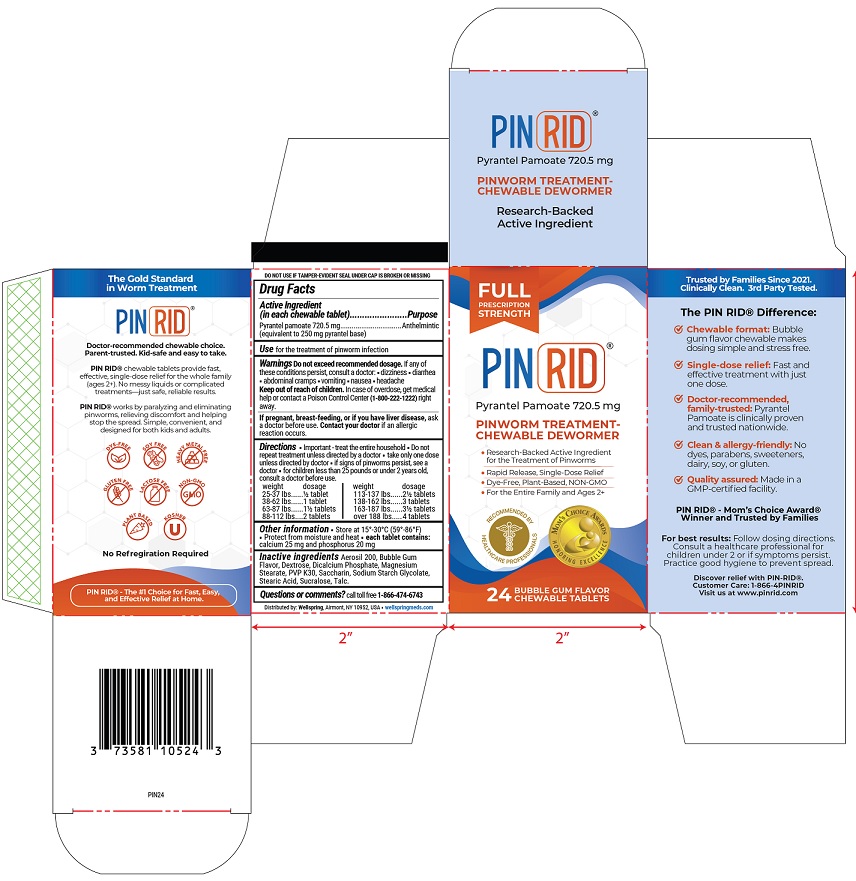 PIN RID®
Pyrantel Pamoate 720.5 mg
PINWORM TREATMENT-
CHEWABLE DEWORMER
Research-Backed
Active Ingredient
The Gold Standard
in Worm Treatment
PIN RID®
Doctor-recommended chewable choice.
Parent-trusted. Kid-safe and easy to take.
PIN RID® chewable tablets provide fast,
effective, single-dose relief for the whole family
(ages 2+). No messy liquids or complicated
treatments—just safe, reliable results.
PIN RID® works by paralyzing and eliminating
pinworms, relieving discomfort and helping
stop the spread. Simple, convenient, and
designed for both kids and adults.
DYE-FREE
SOY FREE
HEAVY METAL FREE
GLUTEN FREE
LACTOSE FREE
NON-GMO
GMO
PLANT BASED
KOSHER
U
No Refregiration Required
PIN RID® - The #1 Choice for Fast, Easy,
and Effective Relief at Home.
3 73581 10524 3
PIN24
DO NOT USE IF TAMPER-EVIDENT SEAL UNDER CAP IS BROKEN OR MISSING
Drug Facts
Active Ingredient
(in each chewable tablet)......................Purpose
Pyrantel pamoate 720.5 mg......................Anthelmintic
(equivalent to 250 mg pyrantel base)
Use for the treatment of pinworm infection
Warnings Do not exceed recommended dosage. If any of
these conditions persist, consult a doctor: • dizziness • diarrhea
• abdominal cramps • vomiting • nausea • headache
Keep out of reach of children. In case of overdose, get medical
help or contact a Poison Control Center (1-800-222-1222) right
away.
If pregnant, breast-feeding, or if you have liver disease, ask
a doctor before use. Contact your doctor if an allergic
reaction occurs.
Directions • Important - treat the entire household • Do not
repeat treatment unless directed by a doctor • take only one dose
unless directed by doctor • if signs of pinworms persist, see a
doctor • for children less than 25 pounds or under 2 years old,
consult a doctor before use.
weight dosage weight dosage
25-37 lbs......½ tablet 113-137 lbs......2½ tablets
38-62 lbs......1 tablet 138-162 lbs......3 tablets
63-87 lbs......1½ tablets 163-187 lbs......3½ tablets
88-112 lbs....2 tablets over 188 lbs....4 tablets
Other information • Store at 15°-30°C (59°-86°F)
• Protect from moisture and heat • each tablet contains:
calcium 25 mg and phosphorus 20 mg
Inactive ingredients Aerosil 200, Bubble Gum
Flavor, Dextrose, Dicalcium Phosphate, Magnesium
Stearate, PVP K30, Saccharin, Sodium Starch Glycolate,
Stearic Acid, Sucralose, Talc.
Questions or comments? call toll free 1-866-474-6743
Distributed by: Wellspring, Airmont, NY 10952, USA • wellspringmeds.com
2"
FULL
PRESCRIPTION
STRENGTH
PIN RID®
Pyrantel Pamoate 720.5 mg
PINWORM TREATMENT-
CHEWABLE DEWORMER
• Research-Backed Active Ingredient
for the Treatment of Pinworms
• Rapid Release, Single-Dose Relief
• Dye-Free, Plant-Based, NON-GMO
• For the Entire Family and Ages 2+
RECOMMENDED BY
HEALTHCARE PROFESSIONALS
MOM'S CHOICE AWARDS
HONORING EXCELLENCE
24 BUBBLE GUM FLAVOR
CHEWABLE TABLETS
2"
Trusted by Families Since 2021.
Clinically Clean. 3rd Party Tested.
The PIN RID® Difference:
Chewable format: Bubble
gum flavor chewable makes
dosing simple and stress free.
Single-dose relief: Fast and
effective treatment with just
one dose.
Doctor-recommended,
family-trusted: Pyrantel
Pamoate is clinically proven
and trusted nationwide.
Clean & allergy-friendly: No
dyes, parabens, sweeteners,
dairy, soy, or gluten.
Quality assured: Made in a
GMP-certified facility.
PIN RID® - Mom's Choice Award®
Winner and Trusted by Families
For best results: Follow dosing directions.
Consult a healthcare professional for
children under 2 or if symptoms persist.
Practice good hygiene to prevent spread.
Discover relief with PIN-RID®.
Customer Care: 1-866-4PINRID
Visit us at www.pinrid.com